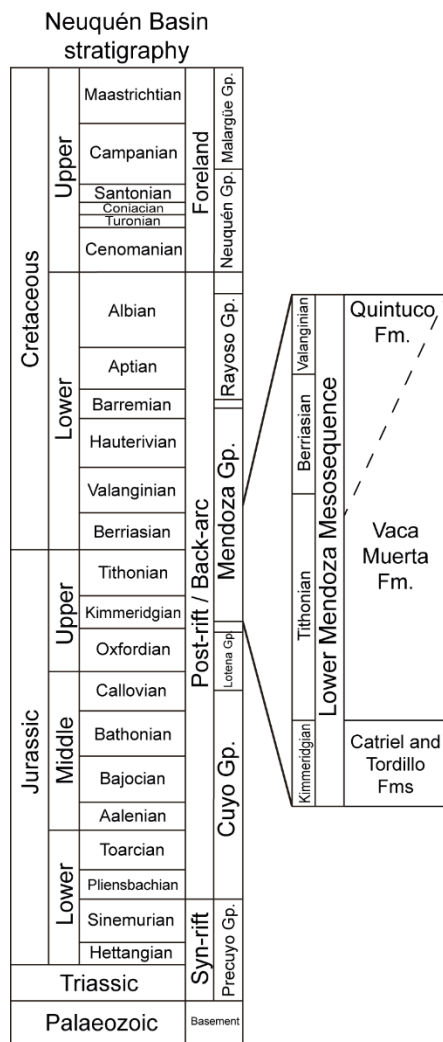 Neuquén Basin
stratigraphy
Cretaceous
Jurassic
Triassic
Palaeozoic
Upper
Lower
Upper
Middle
Lower
Maastrichtian
Campanian
Santonian
Coniacian
Turonian
Cenomanian
Albian
Aptian
Barremian
Hauterivian
Valanginian
Berriasian
Tithonian
Kimmeridgian
Oxfordian
Callovian
Bathonian
Bajocian
Aalenian
Toarcian
Pliensbachian
Sinemurian
Hettangian
Foreland
Post-rift / Back-arc
Syn-rift
Malargüe Gp.
Neuquén Gp.
Rayoso Gp.
Mendoza Gp.
Lotena Gp.
Cuyo Gp.
Precuyo Gp.
Basement
Valanginian
Berriasian
Tithonian
Kimmeridgian
Lower Mendoza Mesosequence
Quintuco
Fm.
Vaca
Muerta
Fm.
Catriel and
Tordillo
Fms